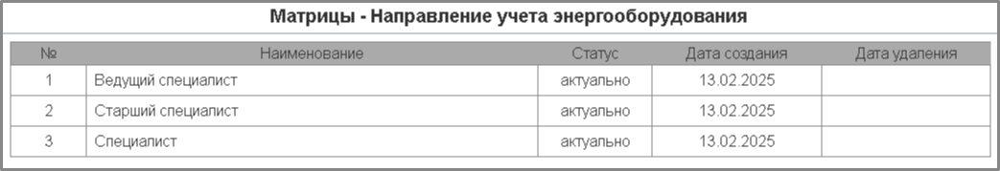 Матрицы - Направление учета энергооборудования
№ Наименование Статус Дата создания Дата удаления
1 Ведущий специалист актуально 13.02.2025
2 Старший специалист актуально 13.02.2025
3 Специалист актуально 13.02.2025